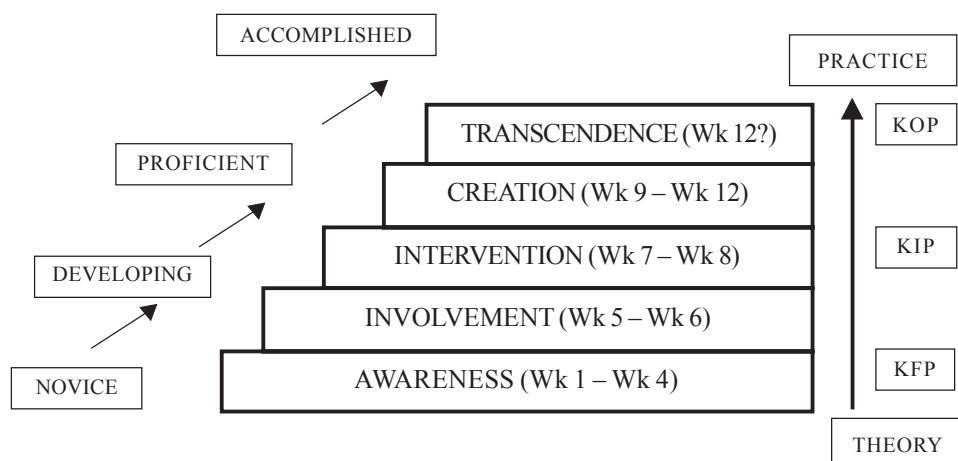 ACCOMPLISHED
PRACTICE
TRANSCENDENCE (Wk 12?)
KOP
PROFICIENT
CREATION (Wk 9 – Wk 12)
INTERVENTION (Wk 7 – Wk 8)
KIP
DEVELOPING
INVOLVEMENT (Wk 5 – Wk 6)
NOVICE
AWARENESS (Wk 1 – Wk 4)
KFP
THEORY